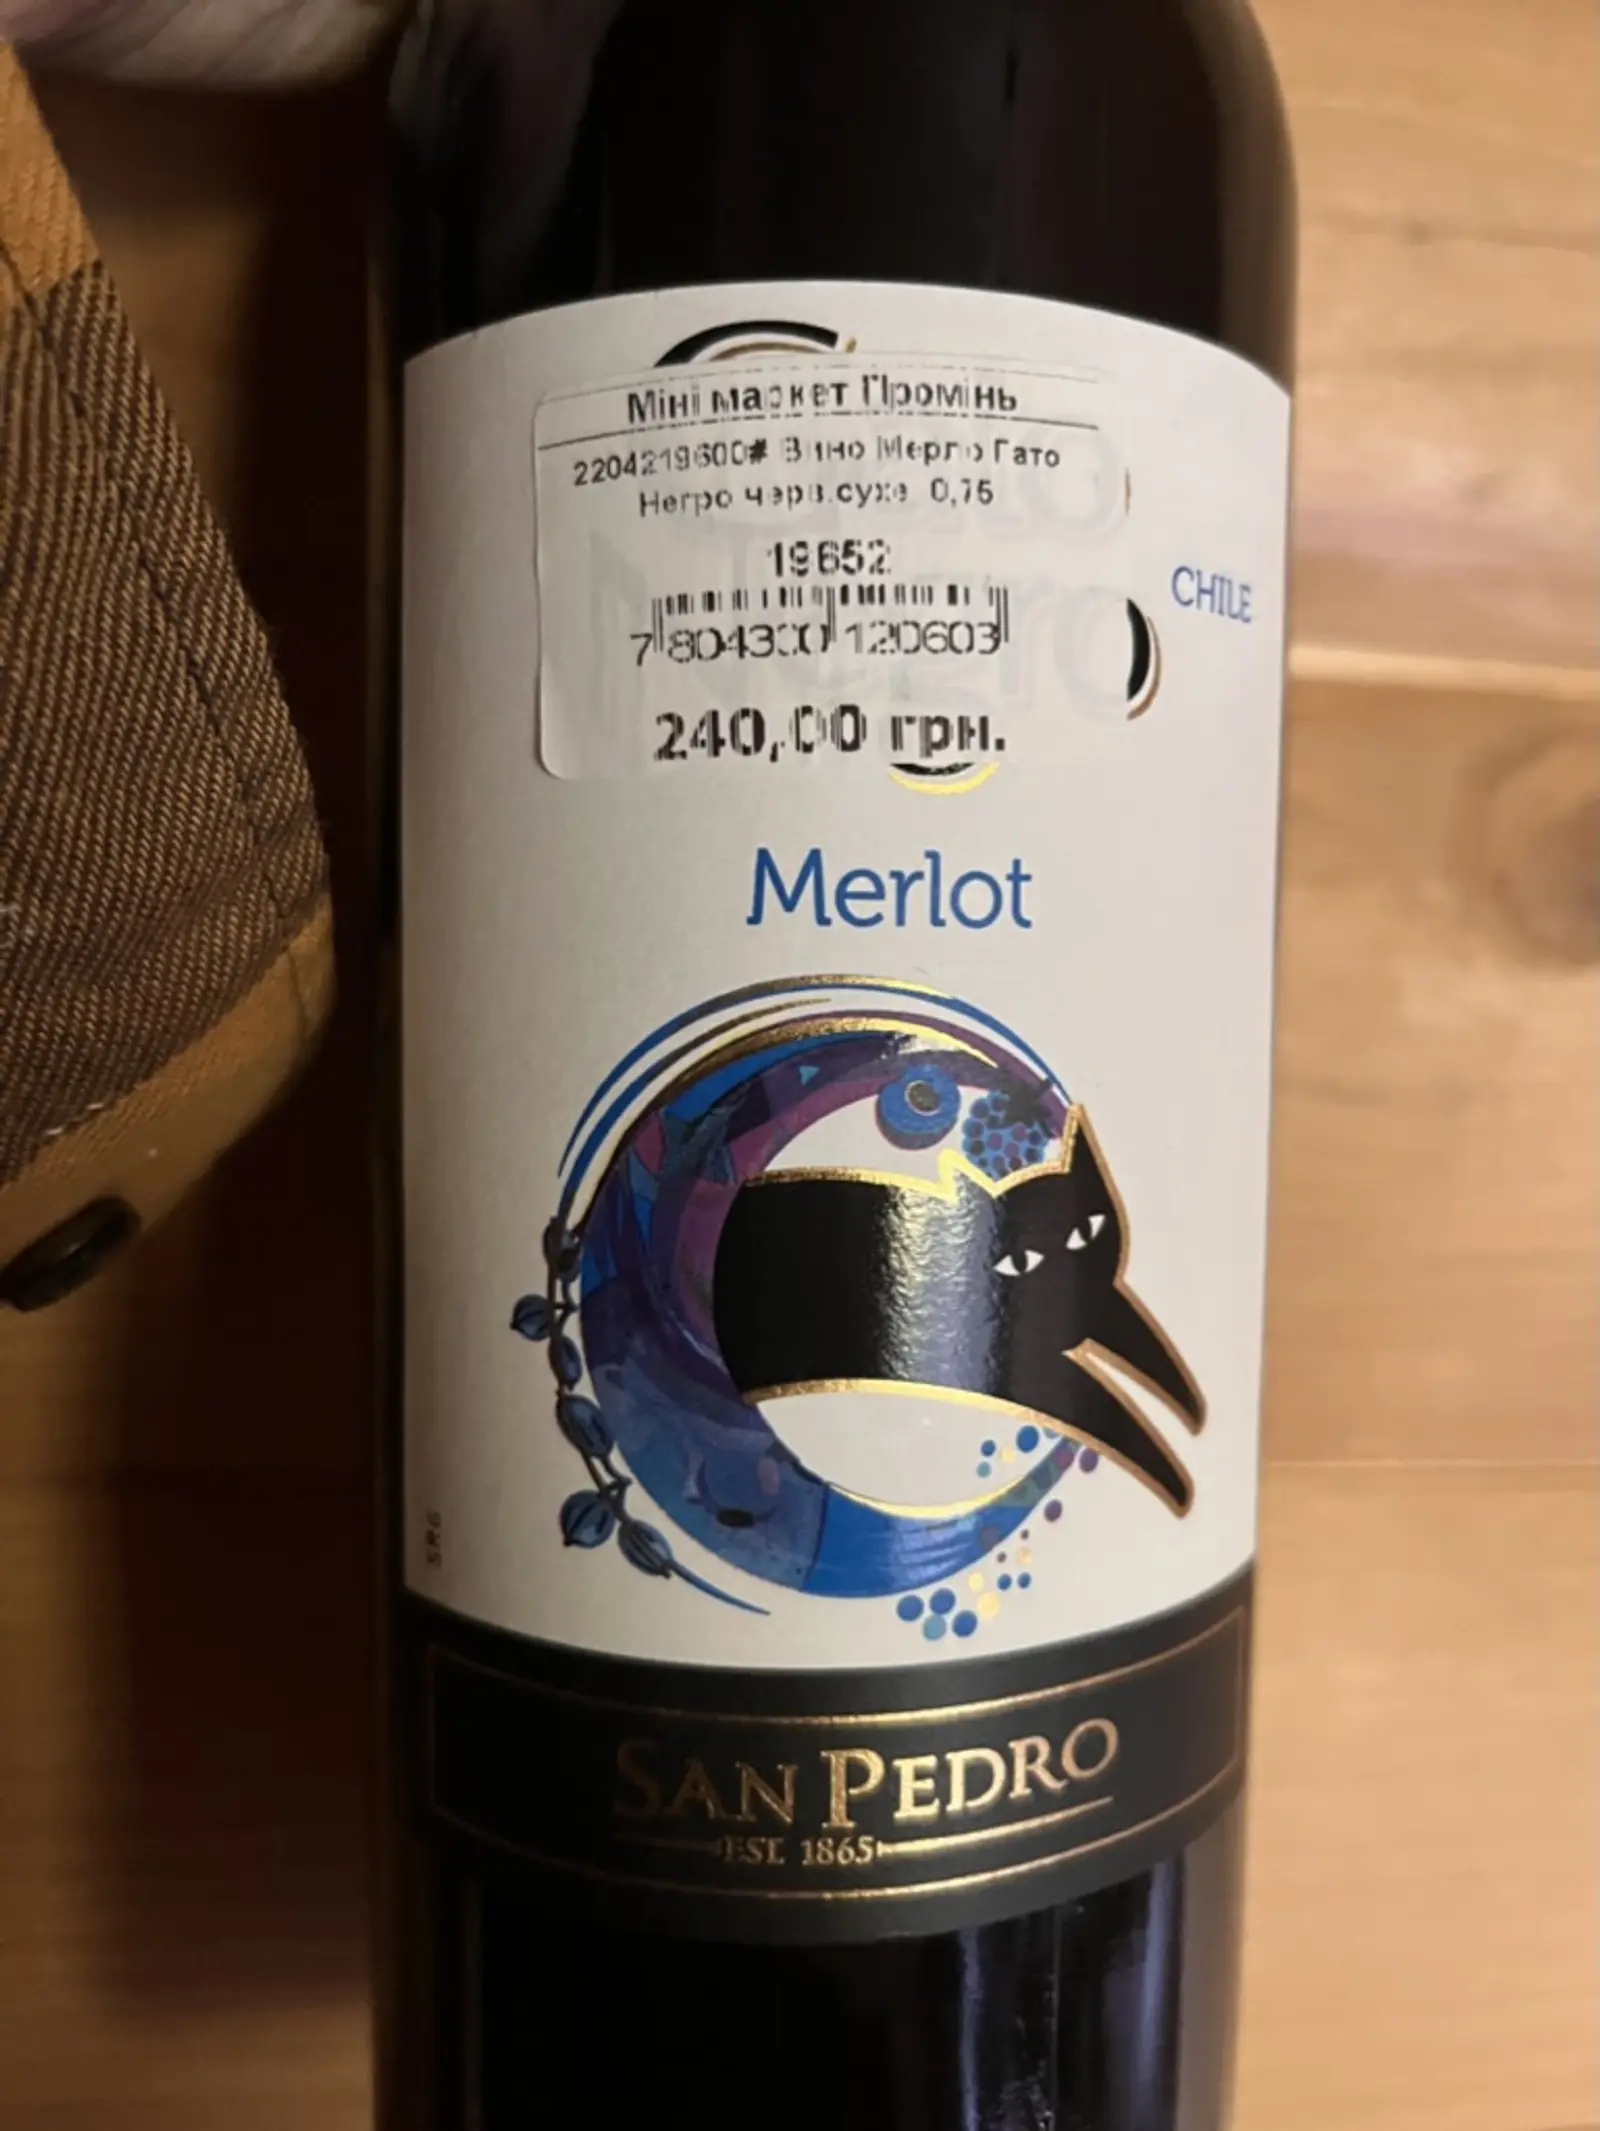 Міні маркет Промінь
2204219600# Вино Мерло Гато
Негро черв.сухе 0,75
19652
7 804300 120603
240,00 грн.
CHILE
Merlot
SAN PEDRO
EST. 1865